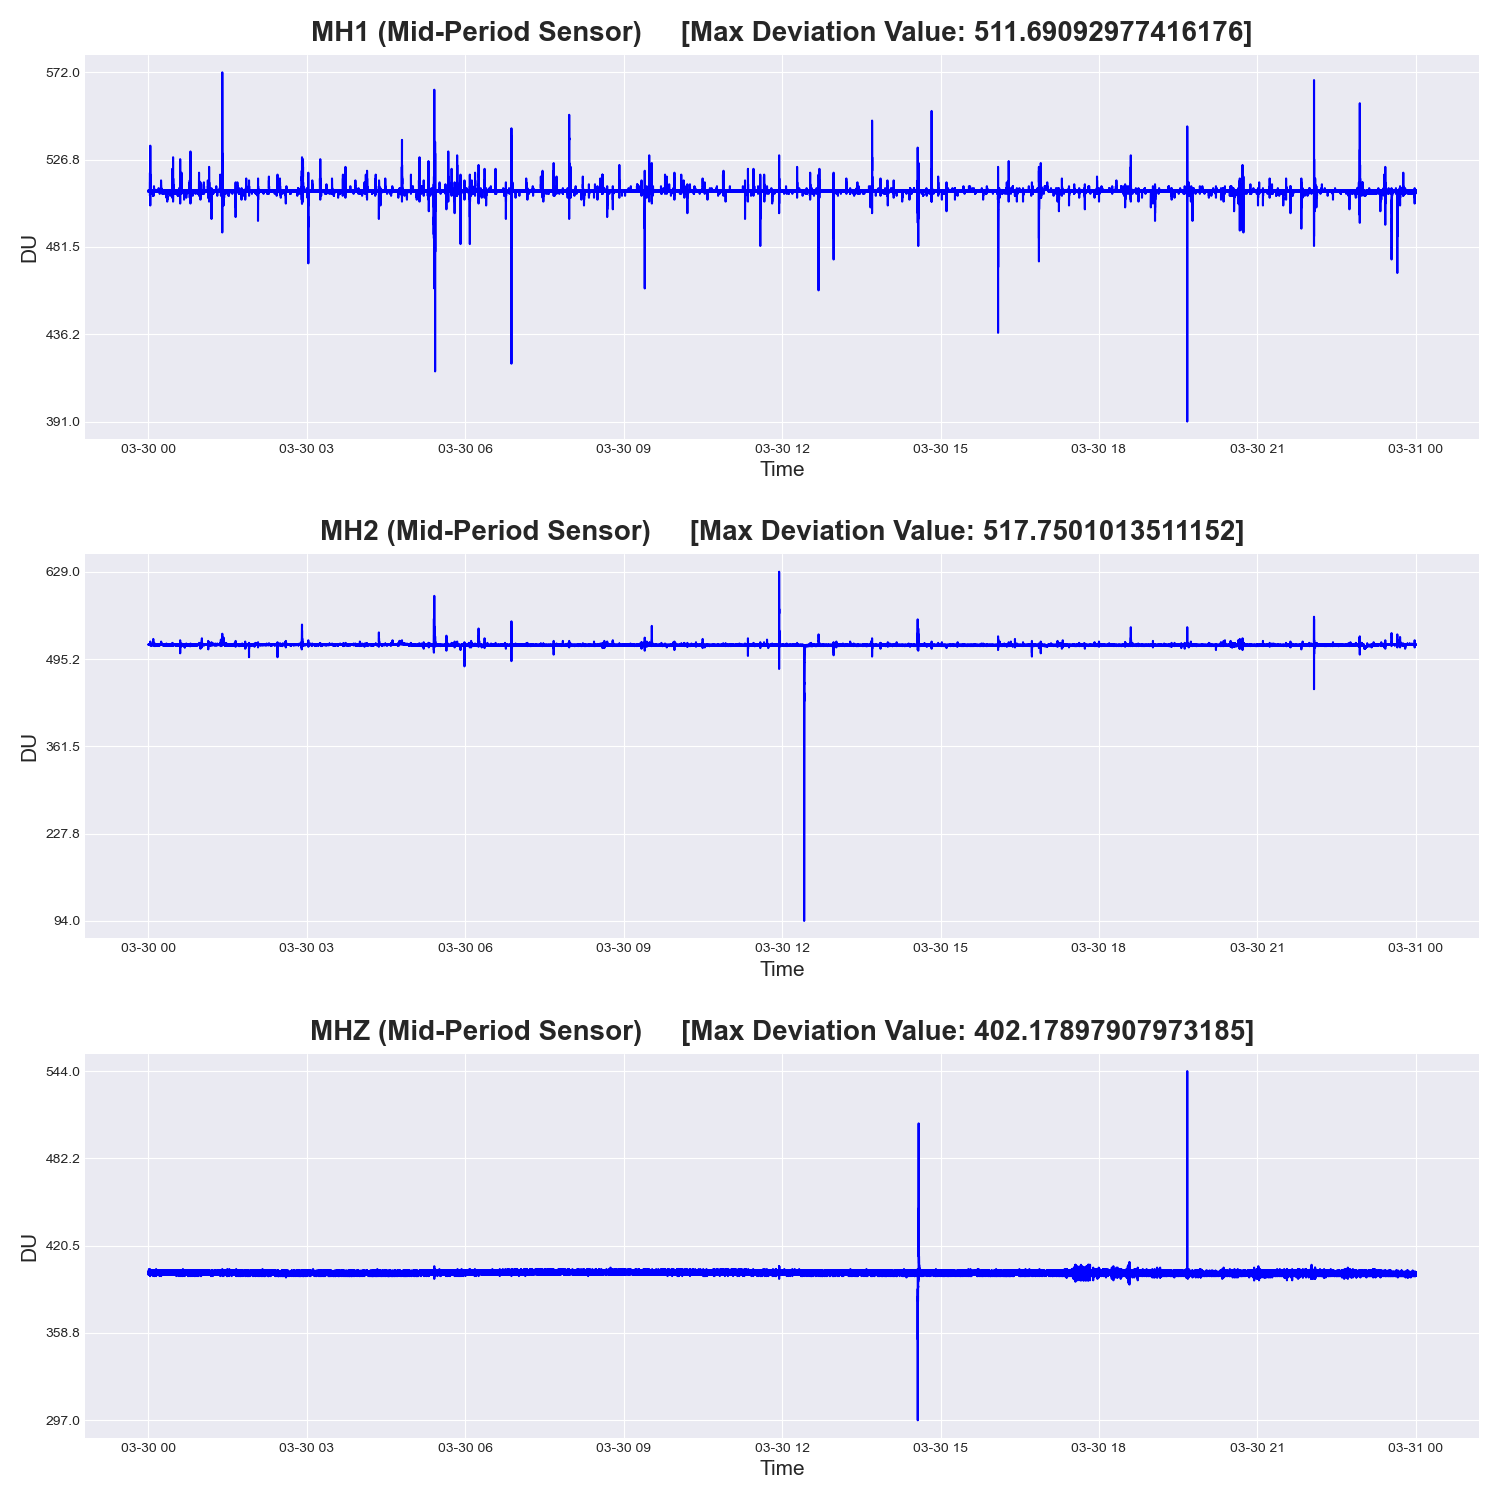 MH1 (Mid-Period Sensor) [Max Deviation Value: 511.69092977416176]
572.0
526.8
481.5
436.2
391.0
DU
03-30 00 03-30 03 03-30 06 03-30 09 03-30 12 03-30 15 03-30 18 03-30 21 03-31 00
Time
MH2 (Mid-Period Sensor) [Max Deviation Value: 517.7501013511152]
629.0
495.2
361.5
227.8
94.0
DU
03-30 00 03-30 03 03-30 06 03-30 09 03-30 12 03-30 15 03-30 18 03-30 21 03-31 00
Time
MHZ (Mid-Period Sensor) [Max Deviation Value: 402.17897907973185]
544.0
482.2
420.5
358.8
297.0
DU
03-30 00 03-30 03 03-30 06 03-30 09 03-30 12 03-30 15 03-30 18 03-30 21 03-31 00
Time